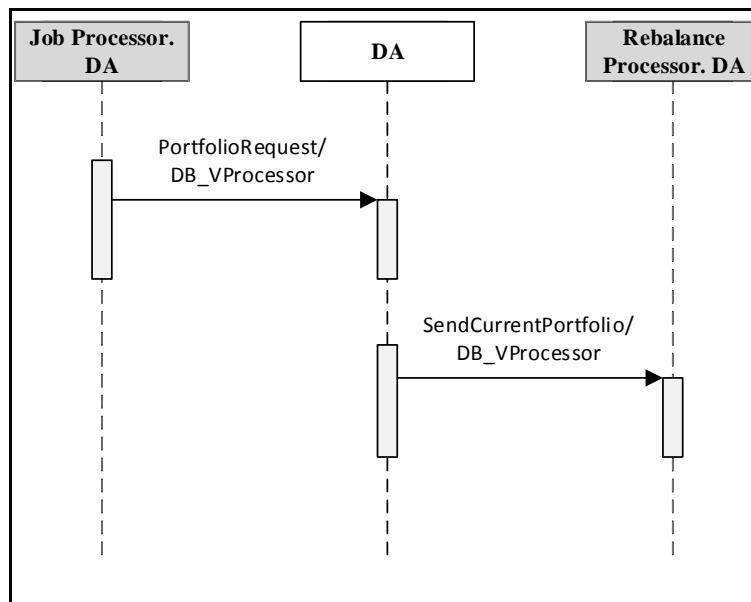 Job Processor.
DA
DA
Rebalance
Processor. DA
PortfolioRequest/
DB_VProcessor
SendCurrentPortfolio/
DB_VProcessor